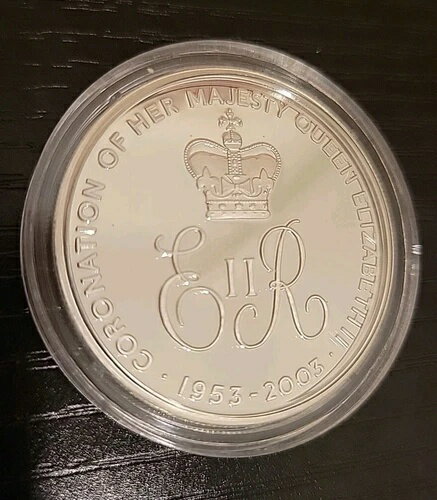 CORONATION OF HER MAJESTY QUEEN ELIZABETH II
EIIR
· 1953-2003 ·